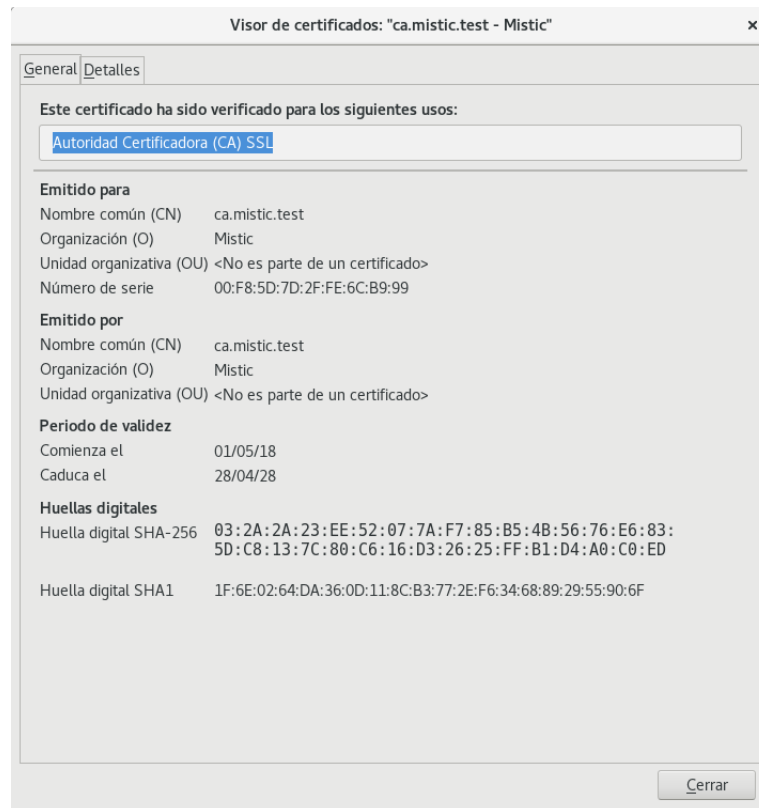 Visor de certificados: "ca.mistic.test - Mistic" ×
General Detalles
Este certificado ha sido verificado para los siguientes usos:
Autoridad Certificadora (CA) SSL
Emitido para
Nombre común (CN) ca.mistic.test
Organización (O) Mistic
Unidad organizativa (OU) <No es parte de un certificado>
Número de serie 00:F8:5D:7D:2F:FE:6C:B9:99
Emitido por
Nombre común (CN) ca.mistic.test
Organización (O) Mistic
Unidad organizativa (OU) <No es parte de un certificado>
Periodo de validez
Comienza el 01/05/18
Caduca el 28/04/28
Huellas digitales
Huella digital SHA-256 03:2A:2A:23:EE:52:07:7A:F7:85:B5:4B:56:76:E6:83:
5D:C8:13:7C:80:C6:16:D3:26:25:FF:B1:D4:A0:C0:ED
Huella digital SHA1 1F:6E:02:64:DA:36:0D:11:8C:B3:77:2E:F6:34:68:89:29:55:90:6F
Cerrar